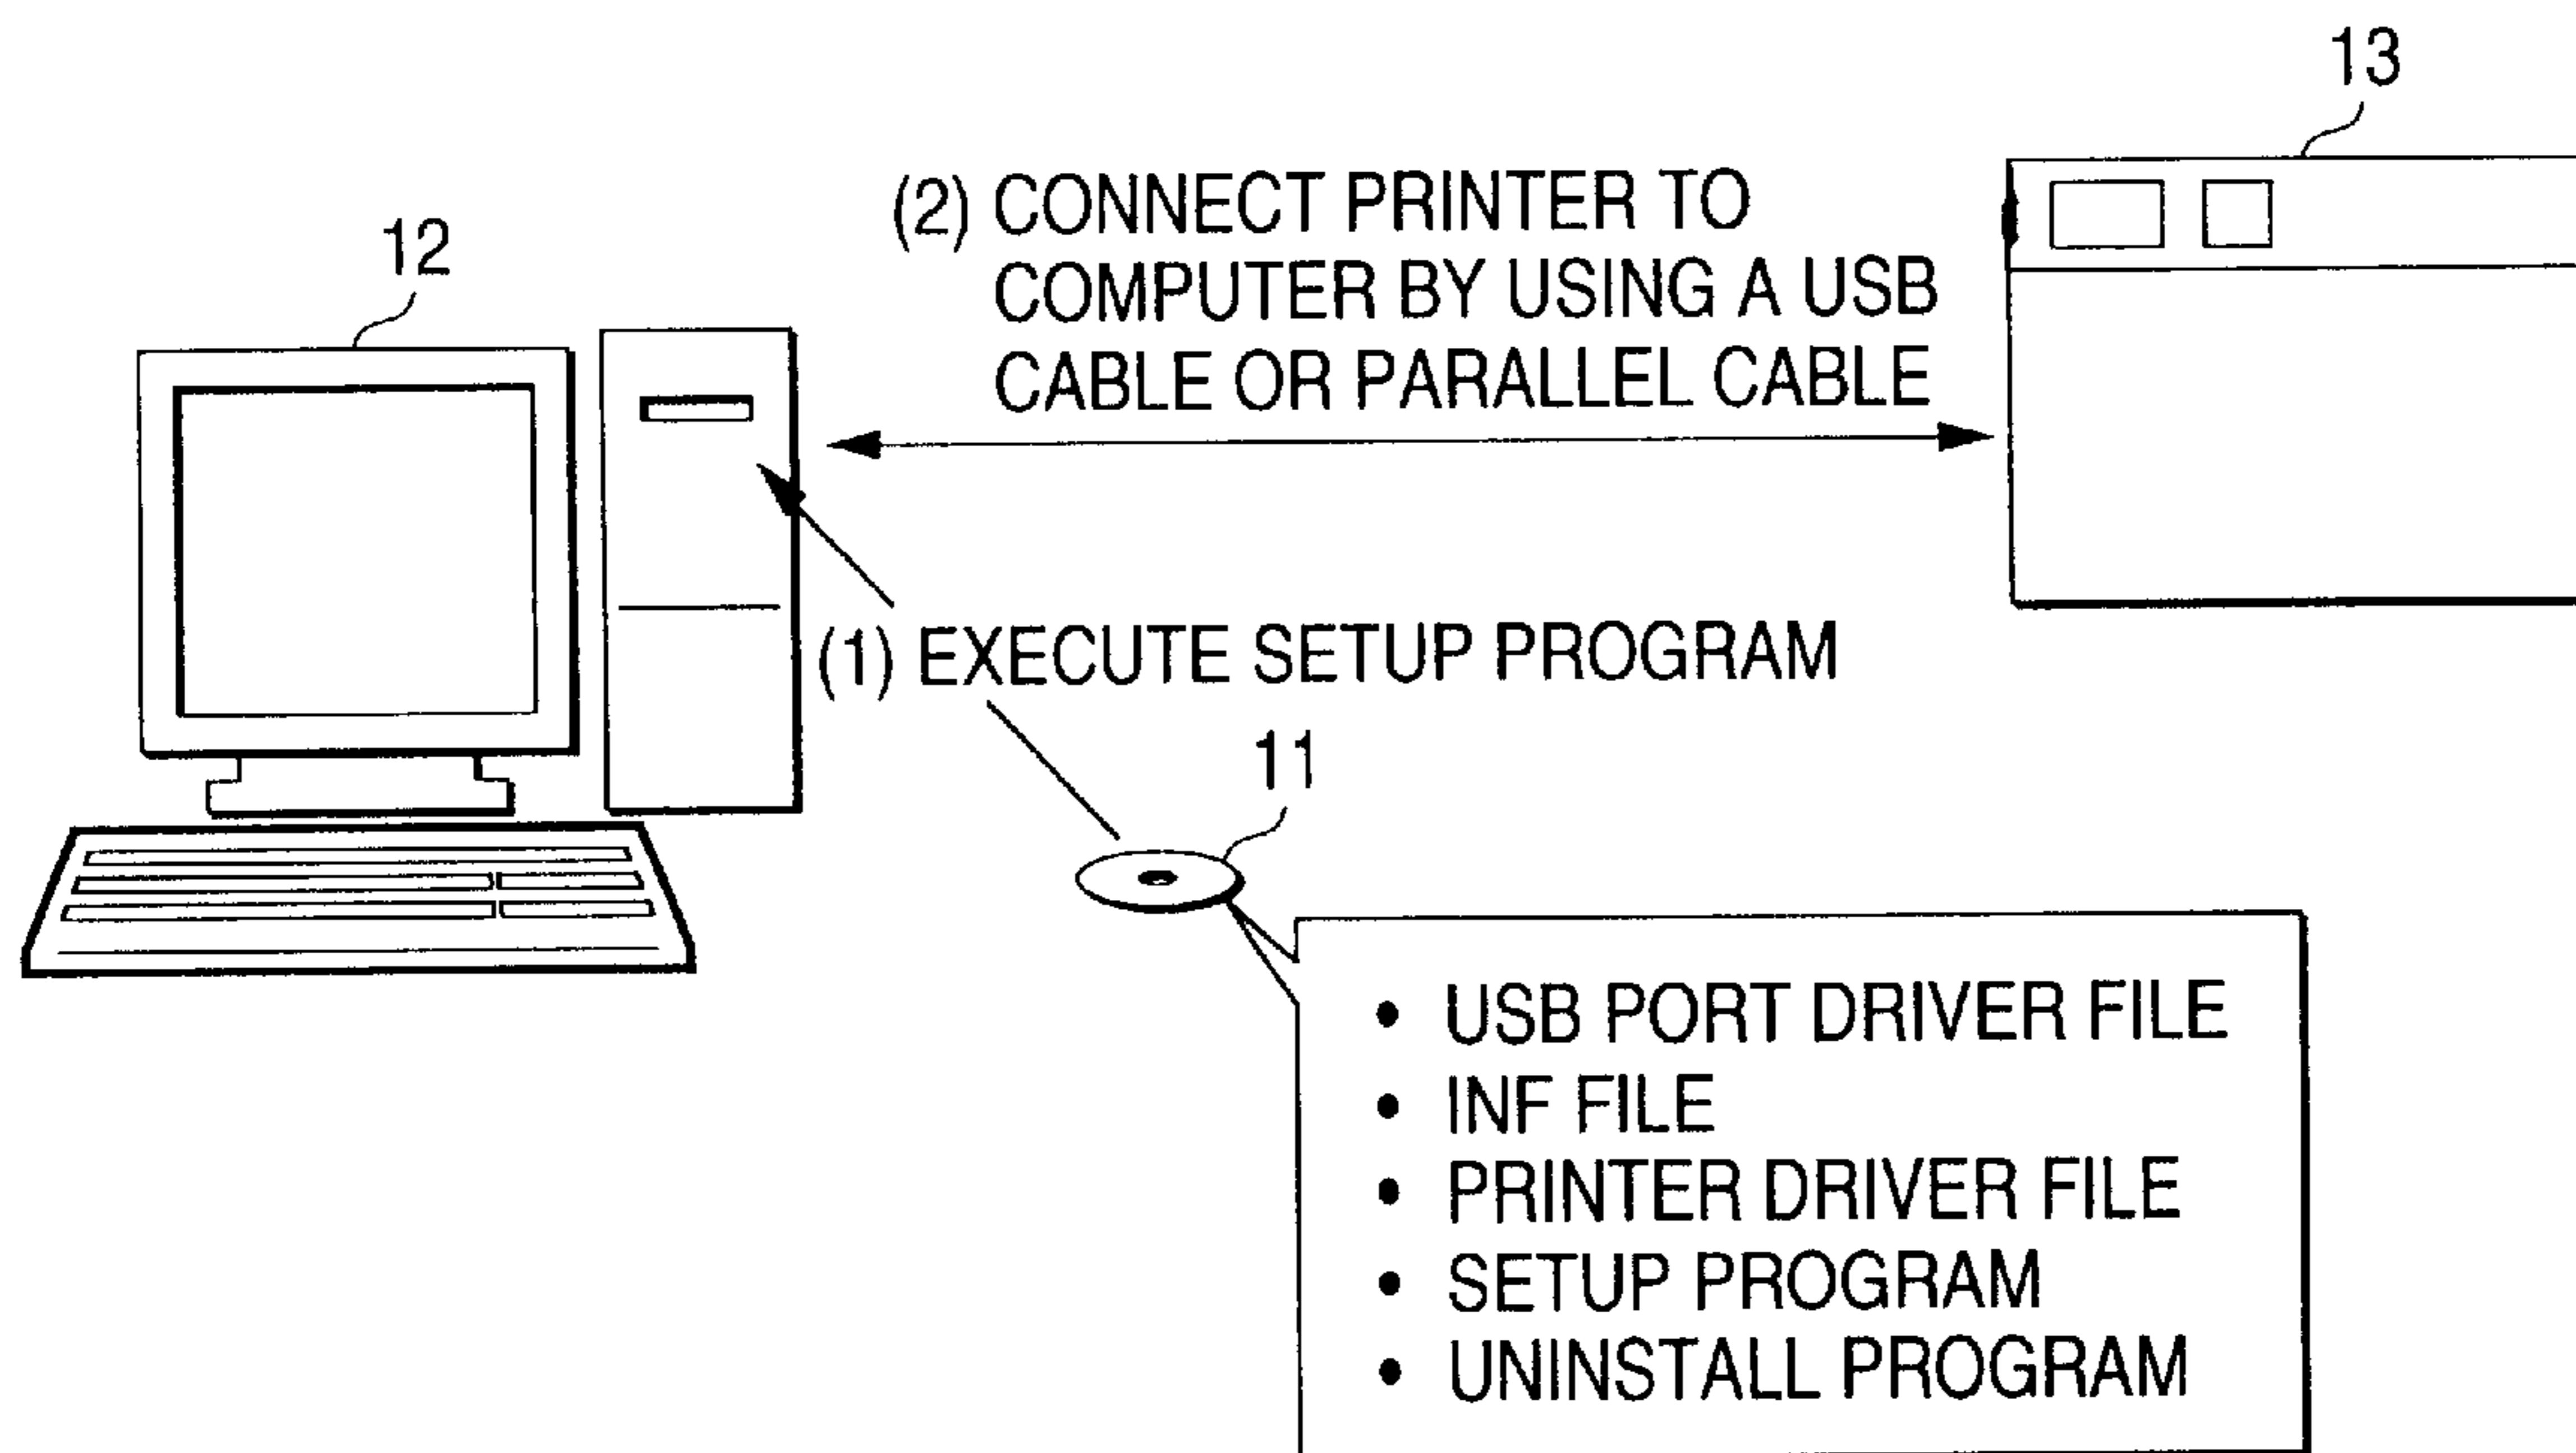 13
12
(2) CONNECT PRINTER TO
COMPUTER BY USING A USB
CABLE OR PARALLEL CABLE
(1) EXECUTE SETUP PROGRAM
11
• USB PORT DRIVER FILE
• INF FILE
• PRINTER DRIVER FILE
• SETUP PROGRAM
• UNINSTALL PROGRAM